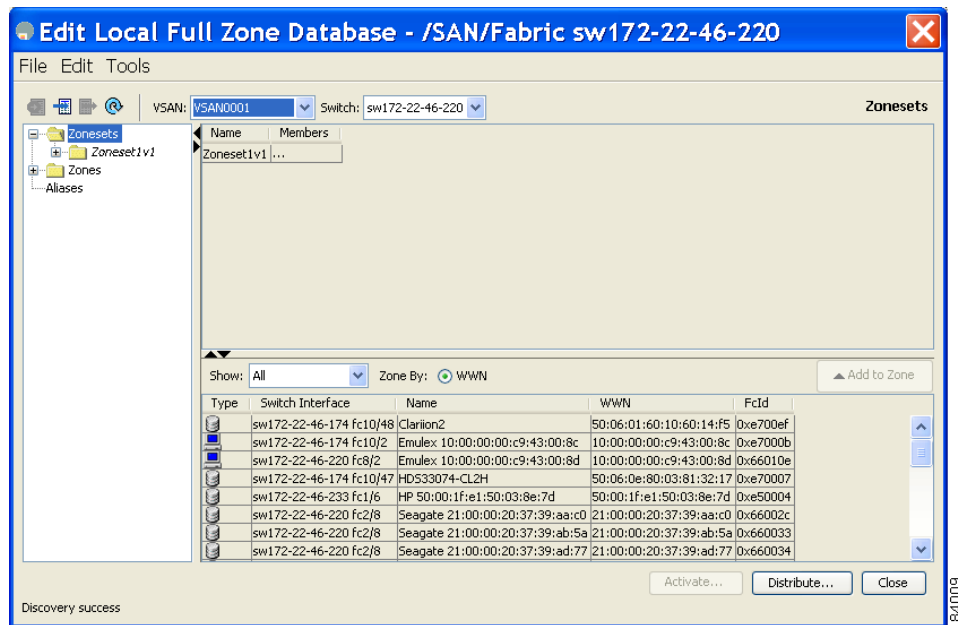 Edit Local Full Zone Database - /SAN/Fabric sw172-22-46-220
File Edit Tools
VSAN: VSAN0001 Switch: sw172-22-46-220 Zonesets
Zonesets
Zoneset1v1
Zones
Aliases
Name Members
Zoneset1v1 ...
Show: All Zone By: WWN Add to Zone
Type Switch Interface Name WWN FcId
sw172-22-46-174 fc10/48 Clariion2 50:06:01:60:10:60:14:f5 0xe700ef
sw172-22-46-174 fc10/2 Emulex 10:00:00:00:c9:43:00:8c 10:00:00:00:c9:43:00:8c 0xe7000b
sw172-22-46-220 fc8/2 Emulex 10:00:00:00:c9:43:00:8d 10:00:00:00:c9:43:00:8d 0x66010e
sw172-22-46-174 fc10/47 HDS33074-CL2H 50:06:0e:80:03:81:32:17 0xe70007
sw172-22-46-233 fc1/6 HP 50:00:1f:e1:50:03:8e:7d 50:00:1f:e1:50:03:8e:7d 0xe50004
sw172-22-46-220 fc2/8 Seagate 21:00:00:20:37:39:aa:c0 21:00:00:20:37:39:aa:c0 0x66002c
sw172-22-46-220 fc2/8 Seagate 21:00:00:20:37:39:ab:5a 21:00:00:20:37:39:ab:5a 0x660033
sw172-22-46-220 fc2/8 Seagate 21:00:00:20:37:39:ad:77 21:00:00:20:37:39:ad:77 0x660034
Activate... Distribute... Close
Discovery success
84009